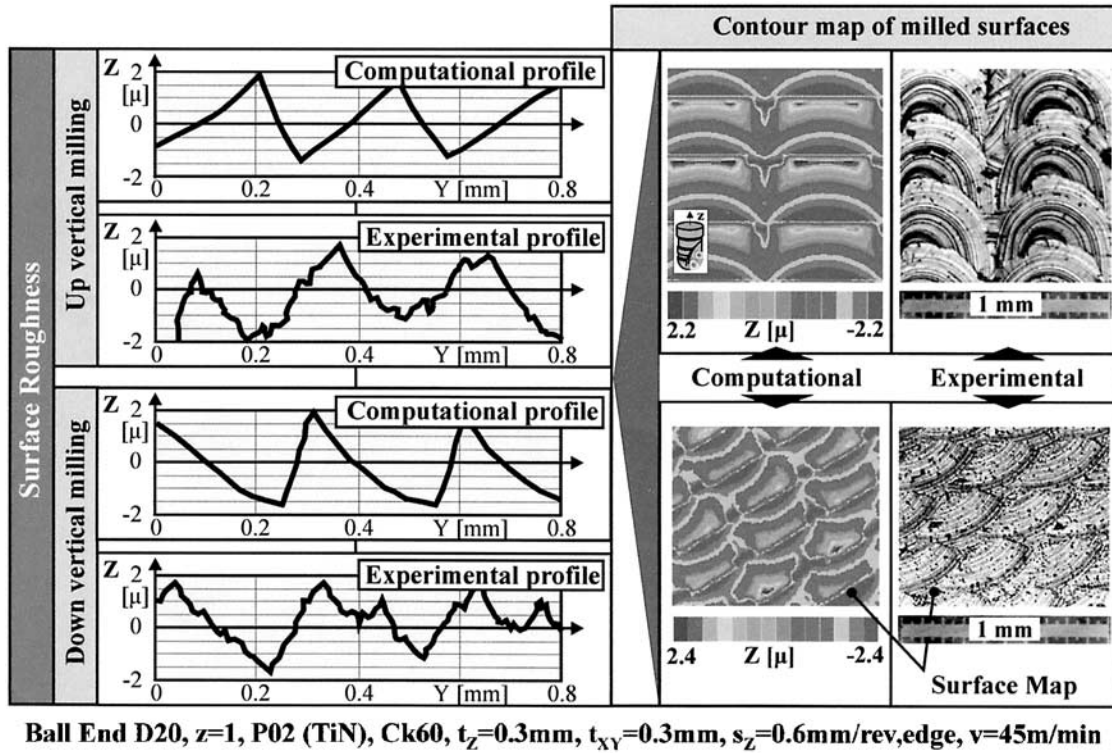 Contour map of milled surfaces
Surface Roughness
Up vertical milling
Z
[μ]
2
0
-2
Computational profile
0
0.2
0.4
Y [mm]
0.8
Z
[μ]
2
0
-2
Experimental profile
0
0.2
0.4
Y [mm]
0.8
Down vertical milling
Z
[μ]
2
0
-2
Computational profile
0
0.2
0.4
Y [mm]
0.8
Z
[μ]
2
0
-2
Experimental profile
0
0.2
0.4
Y [mm]
0.8
z
2.2 Z [μ] -2.2
1 mm
Computational
Experimental
2.4 Z [μ] -2.4
1 mm
Surface Map
Ball End D20, z=1, P02 (TiN), Ck60, tZ=0.3mm, tXY=0.3mm, sZ=0.6mm/rev,edge, v=45m/min